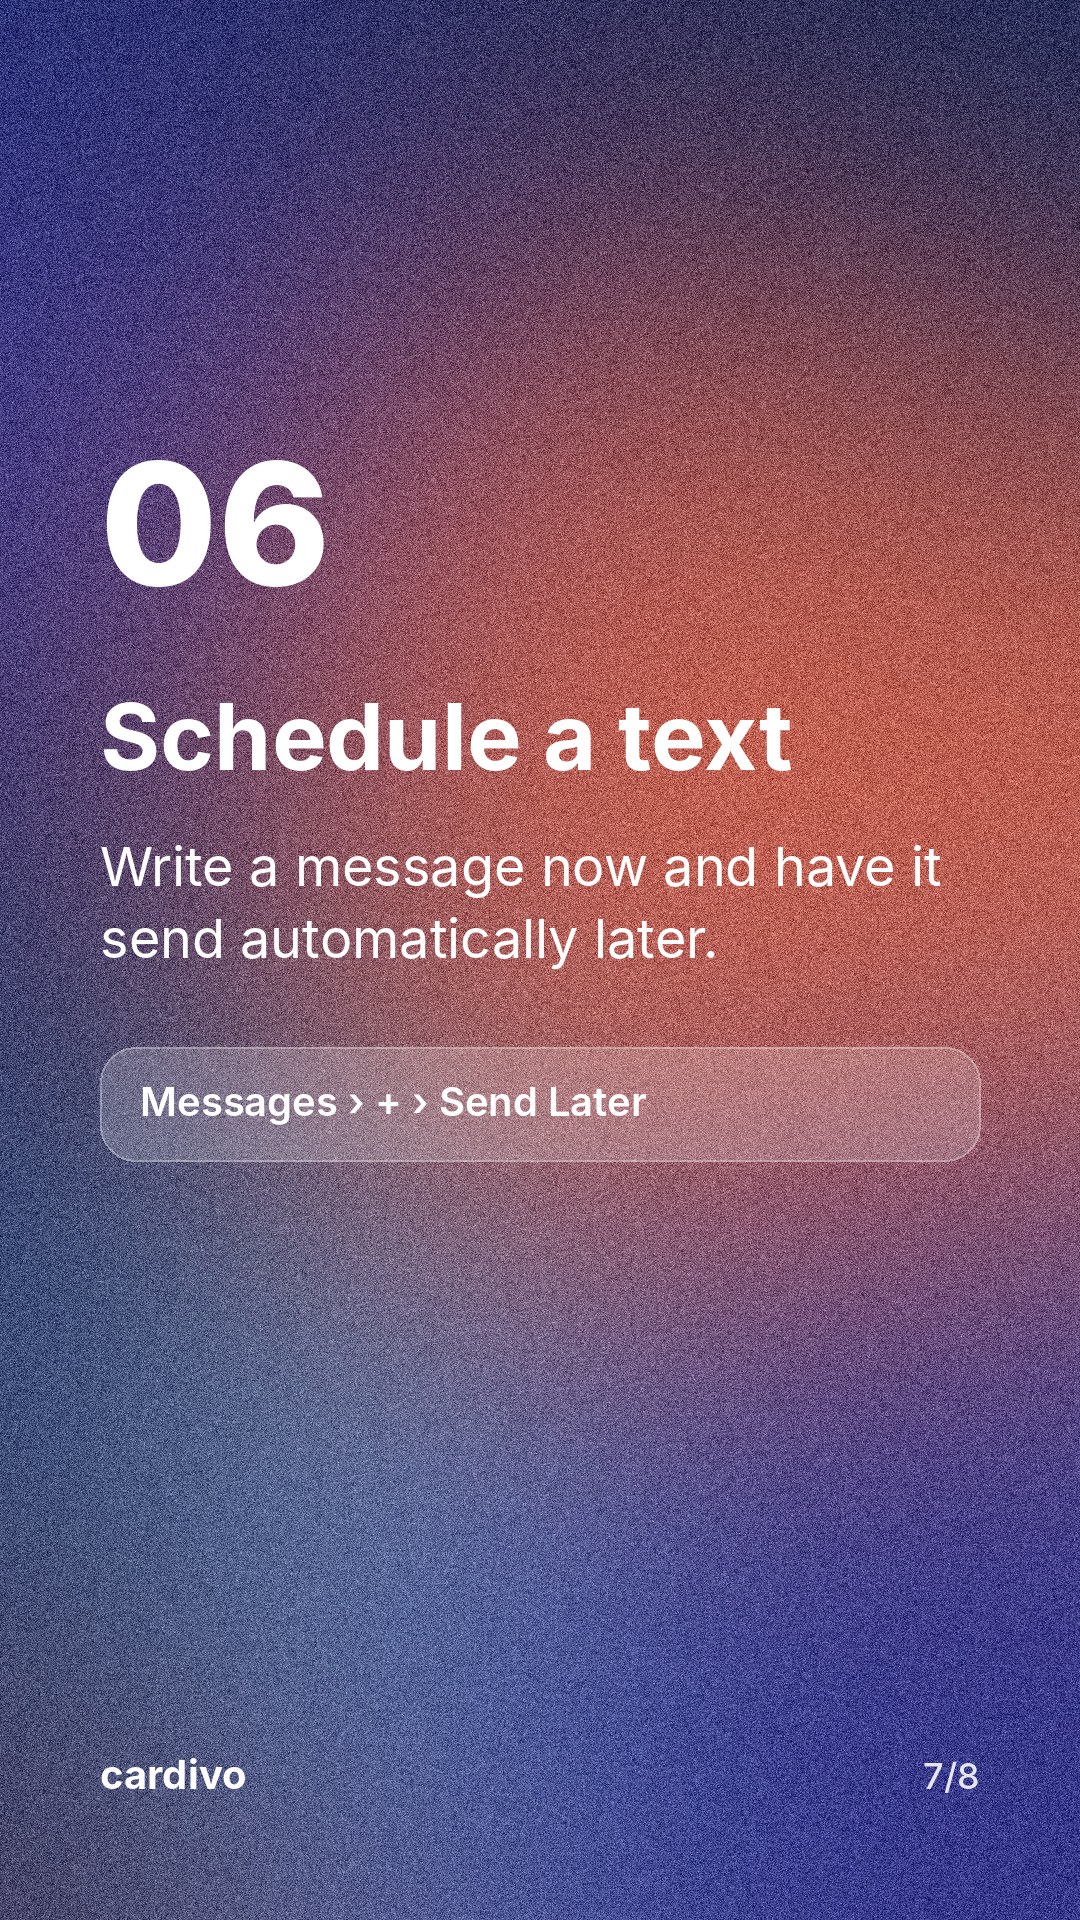 06
Schedule a text
Write a message now and have it
send automatically later.
Messages › + › Send Later
cardivo
7/8